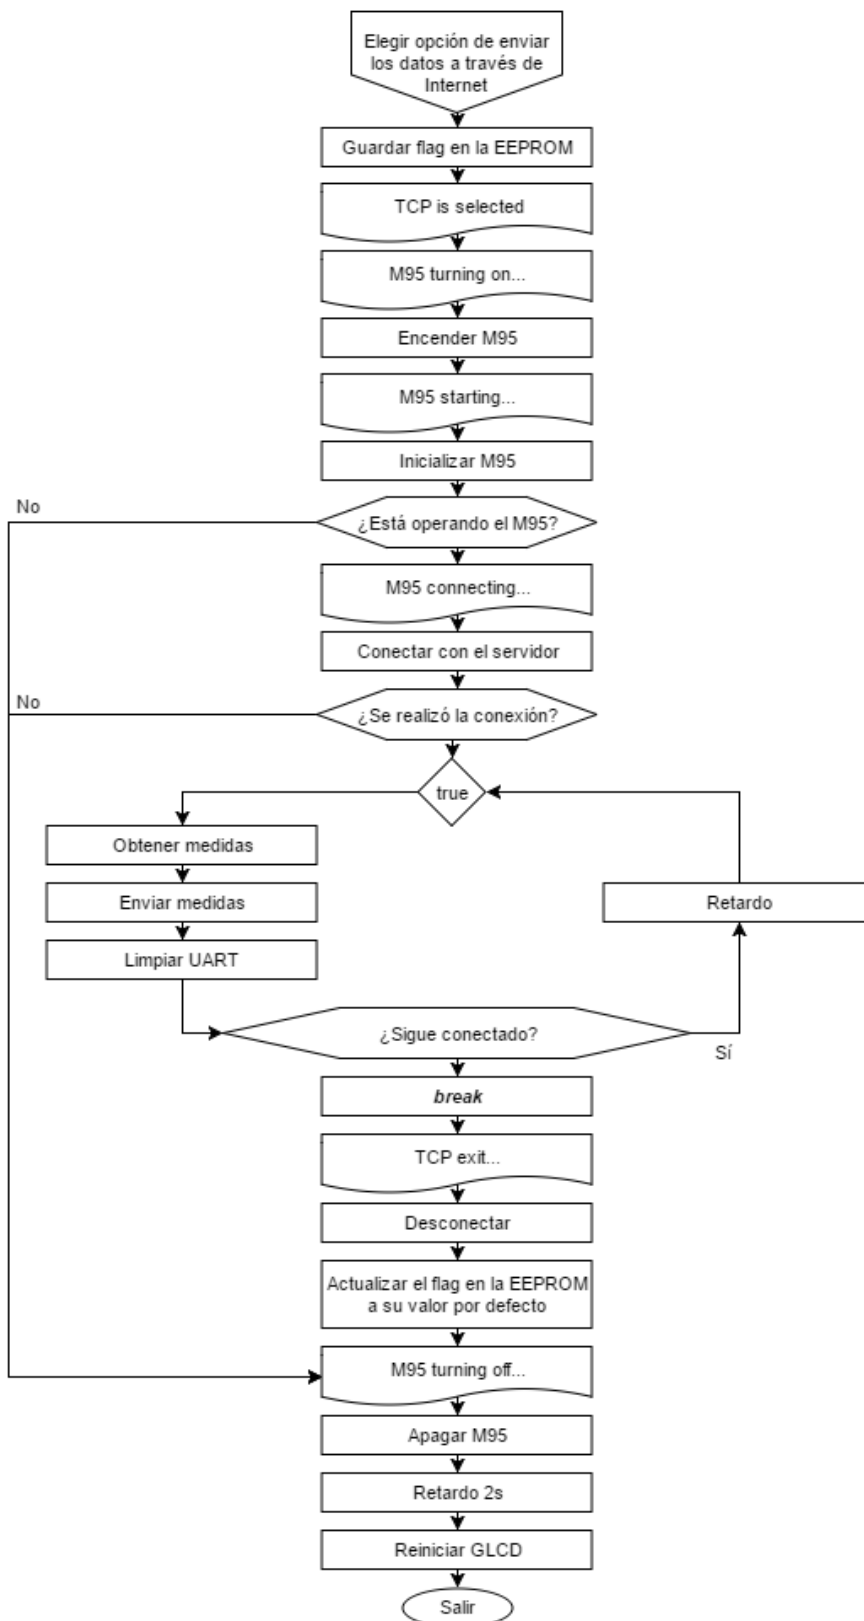 Elegir opción de enviar
los datos a través de
Internet
Guardar flag en la EEPROM
TCP is selected
M95 turning on...
Encender M95
M95 starting...
Inicializar M95
No
¿Está operando el M95?
M95 connecting...
Conectar con el servidor
No
¿Se realizó la conexión?
true
Obtener medidas
Enviar medidas
Retardo
Limpiar UART
¿Sigue conectado?
Sí
break
TCP exit...
Desconectar
Actualizar el flag en la EEPROM
a su valor por defecto
M95 turning off...
Apagar M95
Retardo 2s
Reiniciar GLCD
Salir